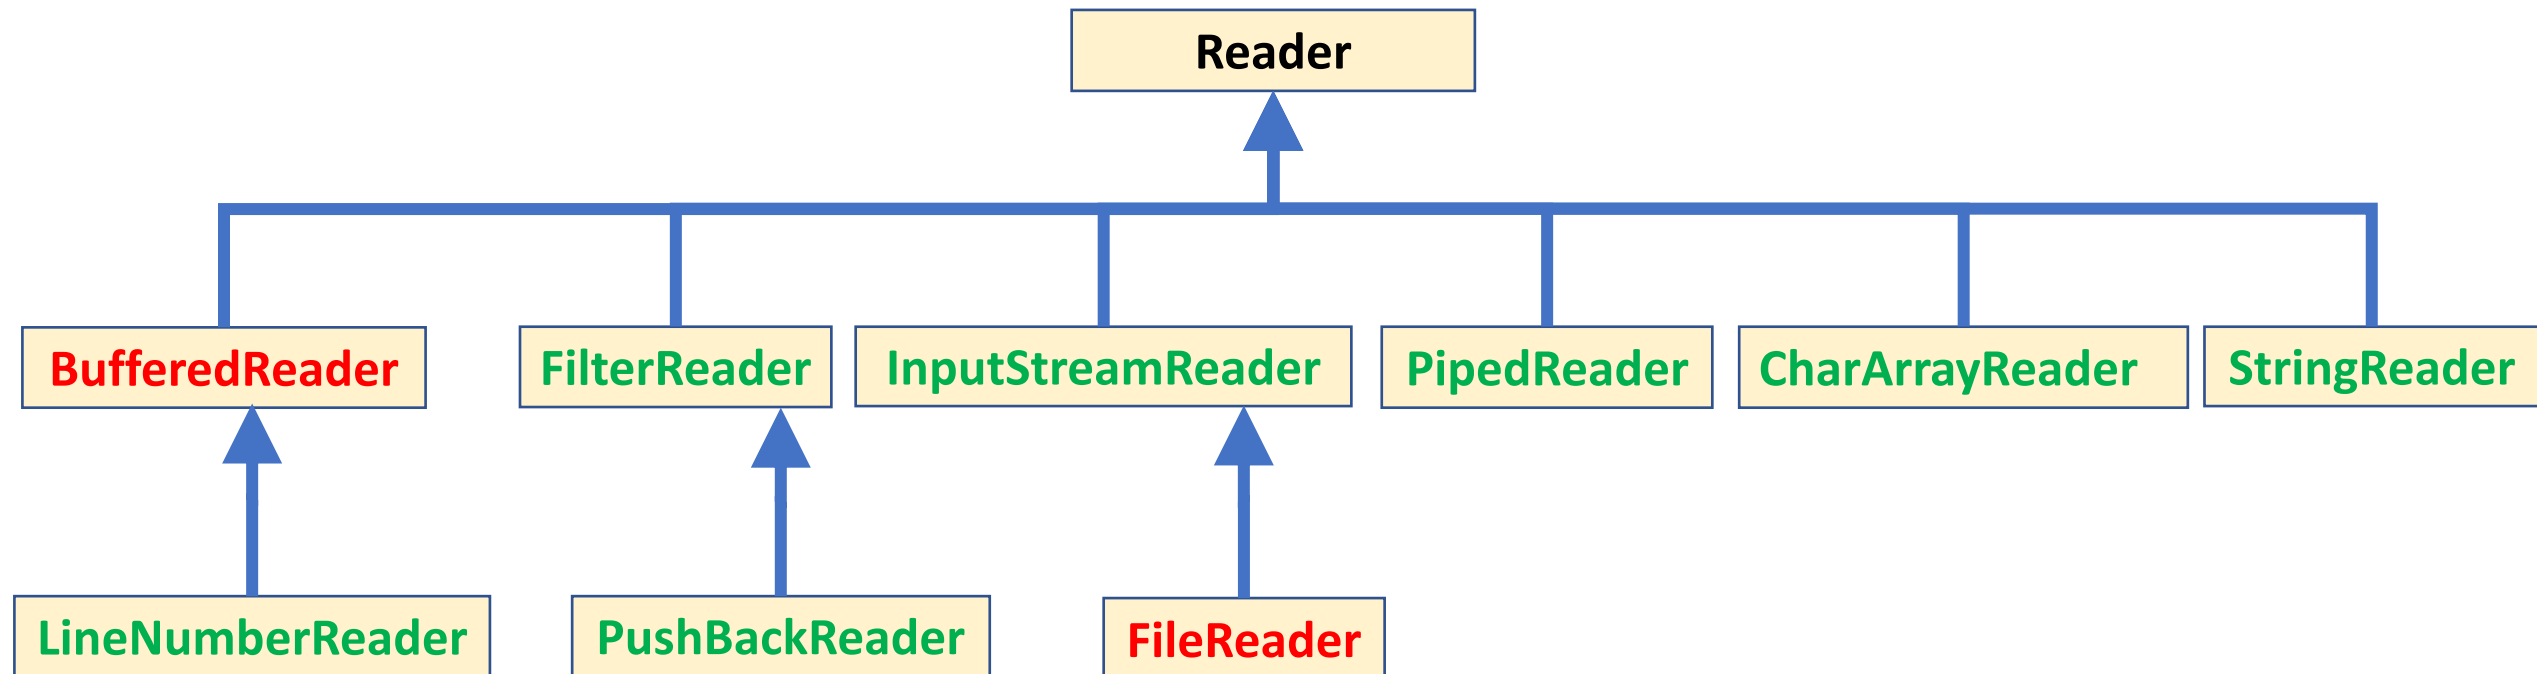 Reader
BufferedReader
FilterReader
InputStreamReader
PipedReader
CharArrayReader
StringReader
LineNumberReader
PushBackReader
FileReader